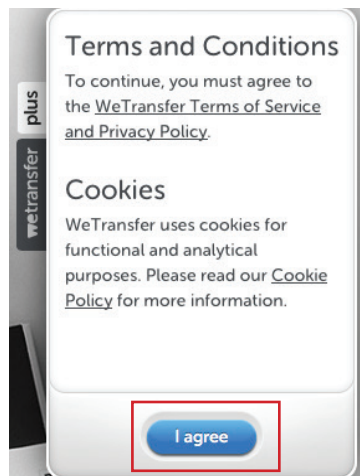 Terms and Conditions
To continue, you must agree to
the WeTransfer Terms of Service
and Privacy Policy.
Cookies
WeTransfer uses cookies for
functional and analytical
purposes. Please read our Cookie
Policy for more information.
I agree
plus
wetransfer